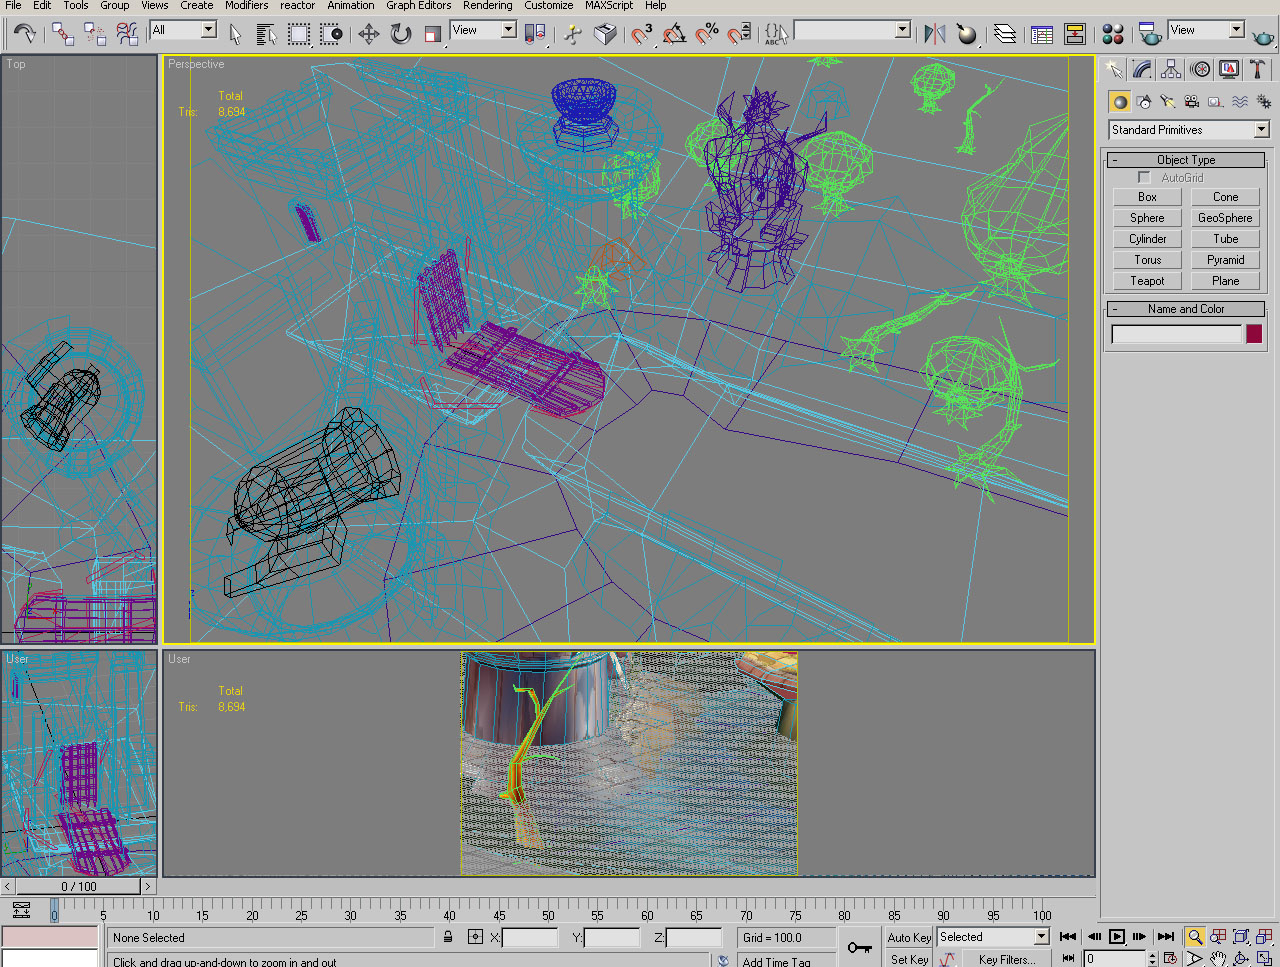 File Edit Tools Group Views Create Modifiers reactor Animation Graph Editors Rendering Customize MAXScript Help
All
View
3
%
{}
ABC
View
Top
Perspective
Total
Tris: 8,694
Standard Primitives
- Object Type
AutoGrid
Box Cone
Sphere GeoSphere
Cylinder Tube
Torus Pyramid
Teapot Plane
- Name and Color
User
User
Total
Tris: 8,694
< 0 / 100 >
0 5 10 15 20 25 30 35 40 45 50 55 60 65 70 75 80 85 90 95 100
None Selected X: Y: Z: Grid = 100.0 Auto Key Selected
Click and drag up-and-down to zoom in and out Add Time Tag Set Key Key Filters... 0